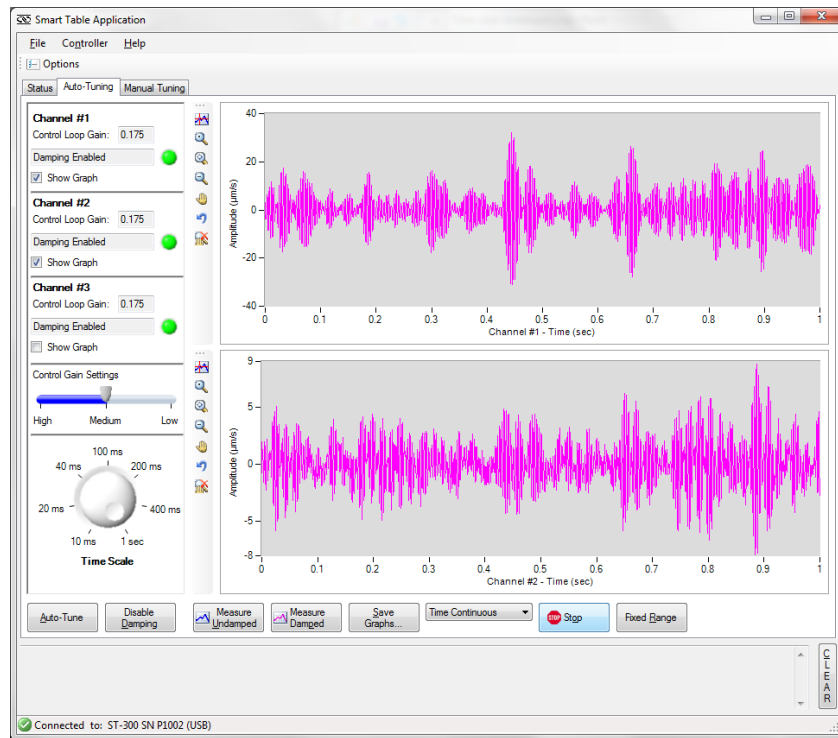 Smart Table Application
File Controller Help
Options
Status Auto-Tuning Manual Tuning
Channel #1
Control Loop Gain: 0.175
Damping Enabled
Show Graph
Channel #2
Control Loop Gain: 0.175
Damping Enabled
Show Graph
Channel #3
Control Loop Gain: 0.175
Damping Enabled
Show Graph
Control Gain Settings
High Medium Low
100 ms
40 ms 200 ms
20 ms 400 ms
10 ms 1 sec
Time Scale
Amplitude (µm/s)
40
20
0
-20
-40
0 0.1 0.2 0.3 0.4 0.5 0.6 0.7 0.8 0.9 1
Channel #1 - Time (sec)
Amplitude (µm/s)
9
5
0
-5
-8
0 0.1 0.2 0.3 0.4 0.5 0.6 0.7 0.8 0.9 1
Channel #2 - Time (sec)
Auto-Tune
Disable
Damping
Measure
Undamped
Measure
Damped
Save
Graphs...
Time Continuous
STOP Stop
Fixed Range
CLEAR
Connected to: ST-300 SN P1002 (USB)